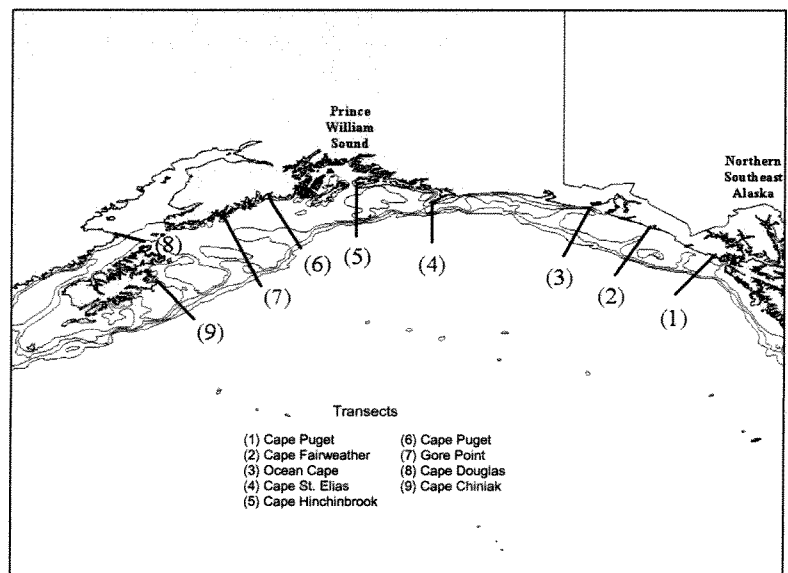 Prince
William
Sound
Northern
Southeast
Alaska
(8)
(7)
(6)
(5)
(4)
(3)
(2)
(1)
(9)
Transects
(1) Cape Puget
(2) Cape Fairweather
(3) Ocean Cape
(4) Cape St. Elias
(5) Cape Hinchinbrook
(6) Cape Puget
(7) Gore Point
(8) Cape Douglas
(9) Cape Chiniak